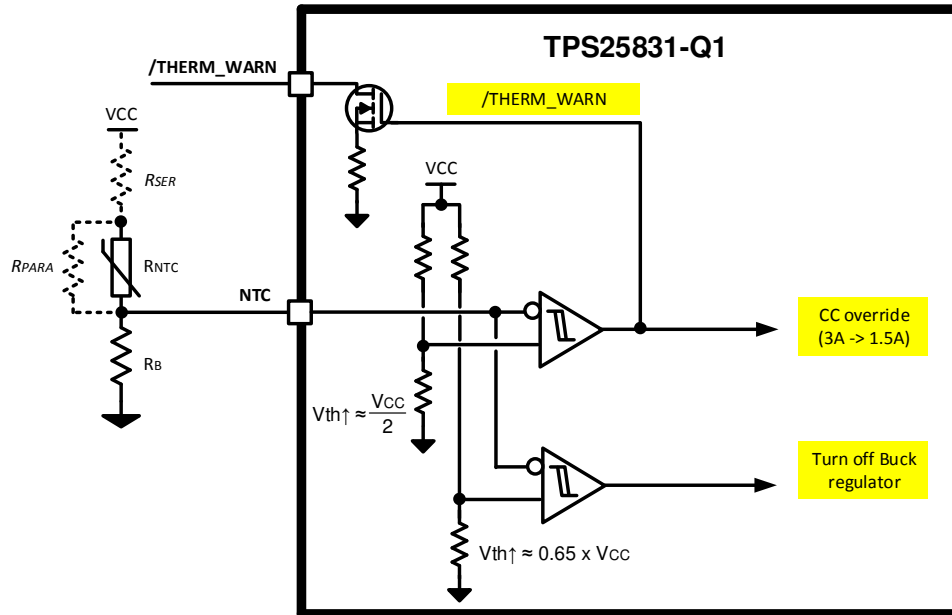 TPS25831-Q1
/THERM_WARN
/THERM_WARN
VCC
VCC
RSER
RPARA
RNTC
NTC
CC override
(3A -> 1.5A)
RB
Vth↑ ≈ VCC/2
Turn off Buck
regulator
Vth↑ ≈ 0.65 x VCC